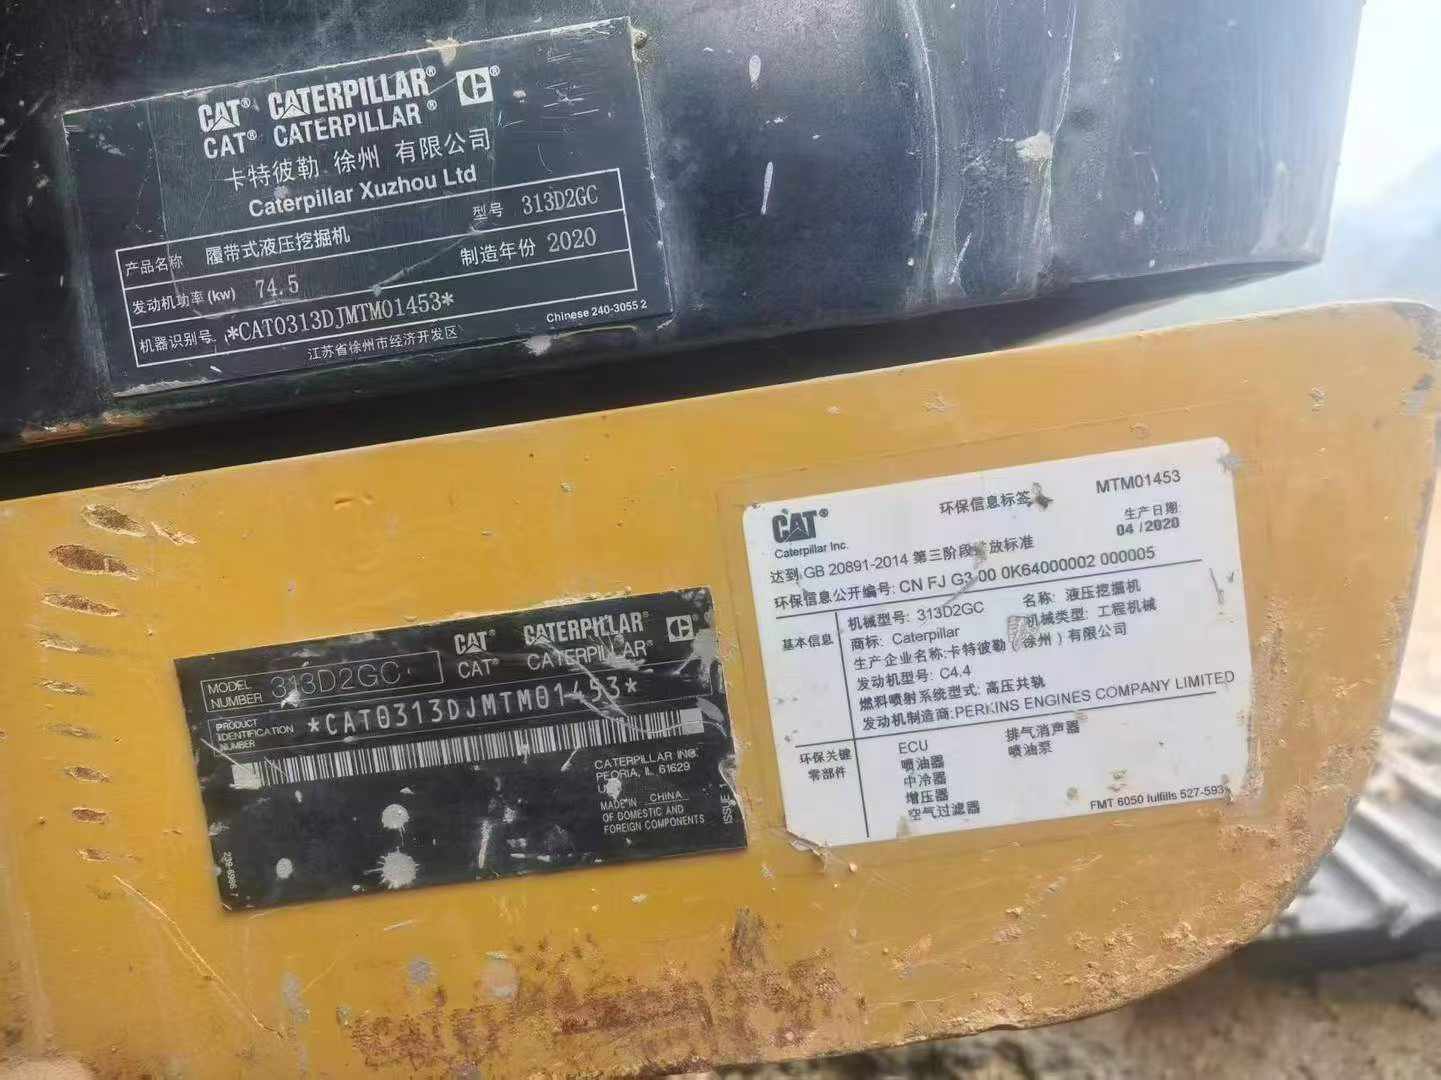 CAT® CATERPILLAR® C®
CAT® CATERPILLAR®
卡特彼勒 徐州 有限公司
Caterpillar Xuzhou Ltd
产品名称 履带式液压挖掘机 型号 313D2GC
发动机功率(kw) 74.5 制造年份 2020
机器识别号 *CAT0313DJMTM01453*
江苏省徐州市经济开发区 Chinese 240-3055 2
CAT® 环保信息标签 MTM01453
Caterpillar Inc. 生产日期:
04 /2020
达到 GB 20891-2014 第三阶段排放标准
环保信息公开编号: CN FJ G3 00 0K64000002 000005
基本信息
机械型号: 313D2GC 名称: 液压挖掘机
商标: Caterpillar 机械类型: 工程机械
生产企业名称:卡特彼勒(徐州)有限公司
发动机型号: C4.4
燃料喷射系统型式: 高压共轨
发动机制造商:PERKINS ENGINES COMPANY LIMITED
环保关键
零部件
ECU 排气消声器
喷油器 喷油泵
中冷器
增压器
空气过滤器
FMT 6050 fulfills 527-593
CAT® CATERPILLAR® C
CAT® CATERPILLAR®
MODEL
NUMBER 313D2GC
PRODUCT
IDENTIFICATION
NUMBER
*CAT0313DJMTM01453*
CATERPILLAR INC.
PEORIA, IL 61629
MADE IN CHINA
OF DOMESTIC AND
FOREIGN COMPONENTS
ISSUE 1
239-6986 7